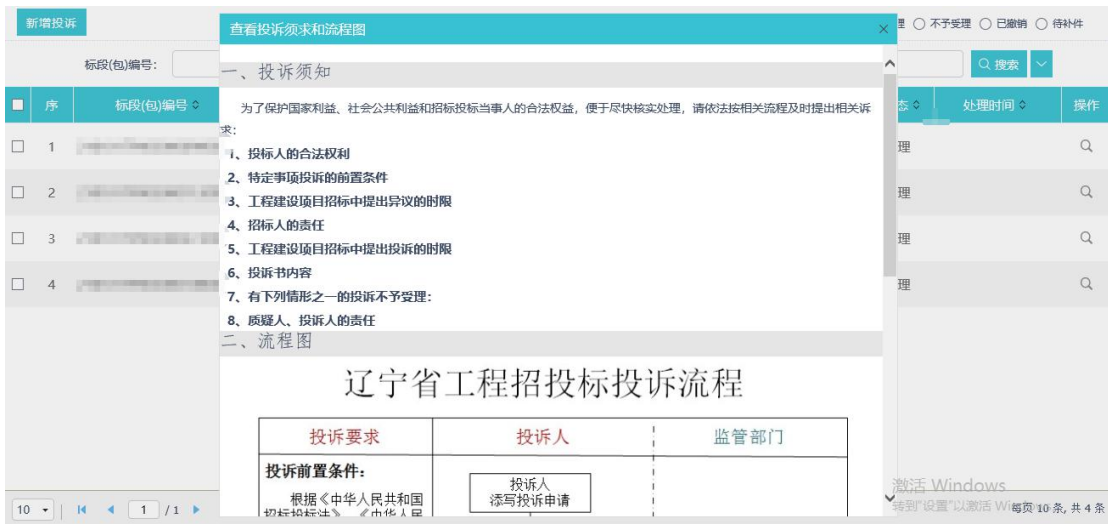 新增投诉
理 不予受理 已撤销 待补件
查看投诉须求和流程图 ×
标段(包)编号:
搜索
序 标段(包)编号 态 处理时间 操作
一、投诉须知
为了保护国家利益、社会公共利益和招标投标当事人的合法权益，便于尽快核实处理，请依法按相关流程及时提出相关诉
求：
1、投标人的合法权利
2、特定事项投诉的前置条件
3、工程建设项目招标中提出异议的时限
4、招标人的责任
5、工程建设项目招标中提出投诉的时限
6、投诉书内容
7、有下列情形之一的投诉不予受理：
8、质疑人、投诉人的责任
1 理
2 理
3 理
4 理
二、流程图
辽宁省工程招投标投诉流程
投诉要求 投诉人 监管部门
投诉前置条件：
根据《中华人民共和国
招标投标法》、《中华人民
投诉人
添写投诉申请
激活 Windows
转到"设置"以激活 Wi
10 1 / 1
每页 10 条, 共 4 条